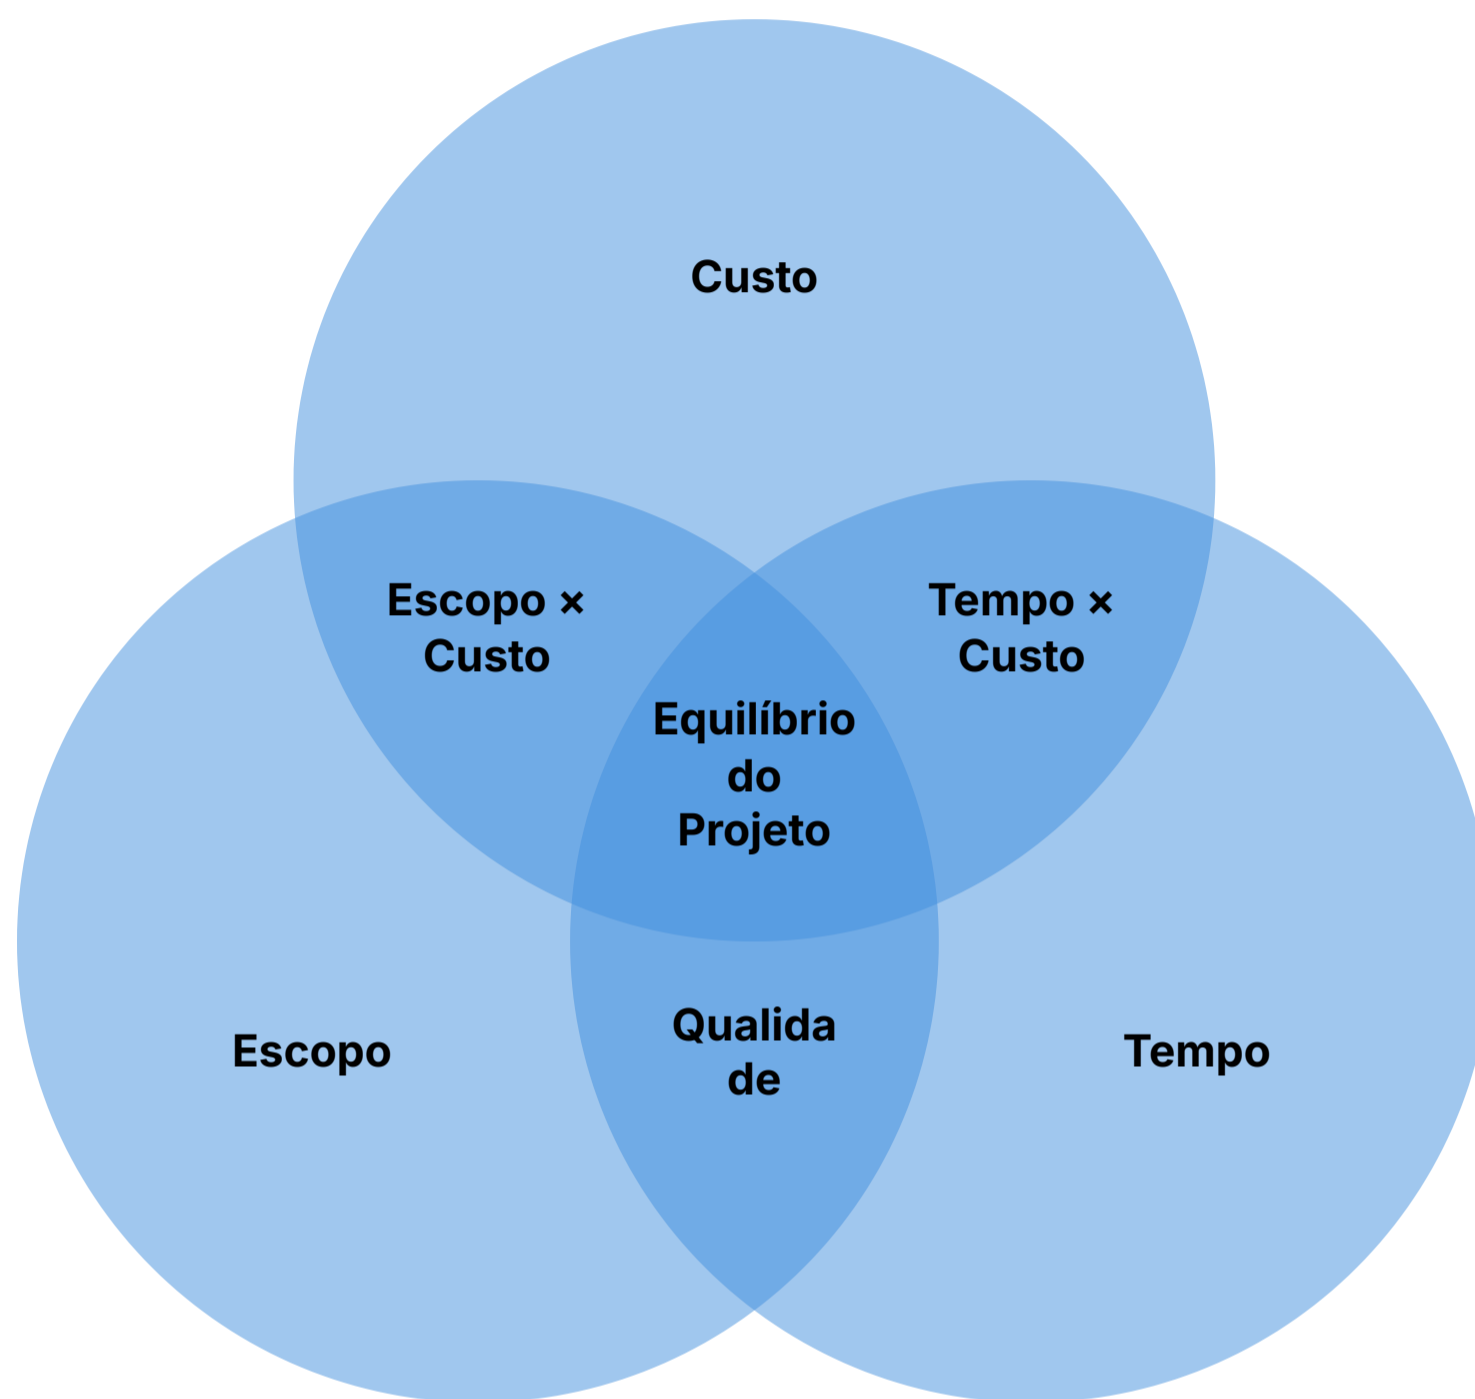 Custo
Escopo ×
Custo
Tempo ×
Custo
Equilíbrio
do
Projeto
Escopo
Qualida
de
Tempo